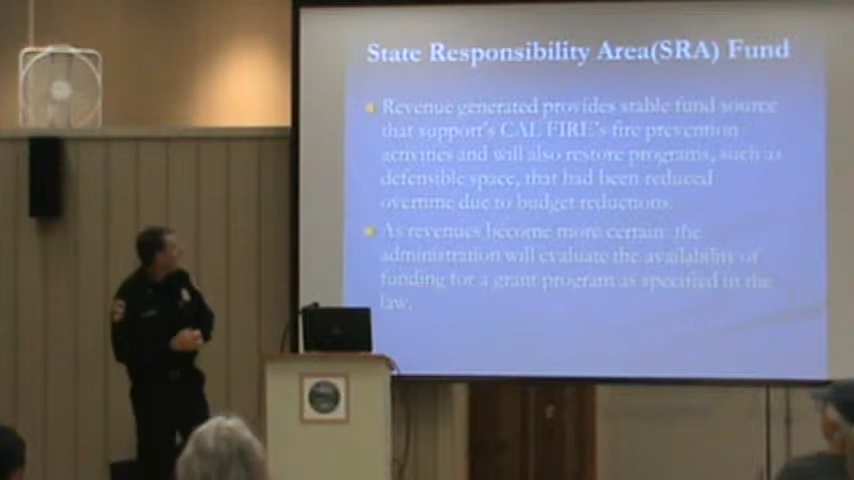 State Responsibility Area(SRA) Fund
Revenue generated provides stable fund source
that support's CAL FIRE's fire prevention
activities and will also restore programs, such as
defensible space, that had been reduced
overtime due to budget reductions.
As revenues become more certain the
administration will evaluate the availability of
funding for a grant program as specified in the
law.